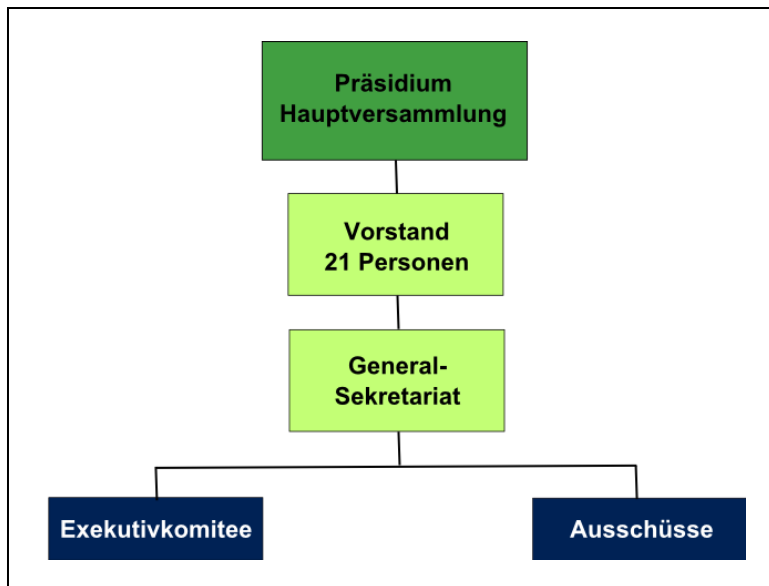 Präsidium
Hauptversammlung
Vorstand
21 Personen
General-
Sekretariat
Exekutivkomitee
Ausschüsse